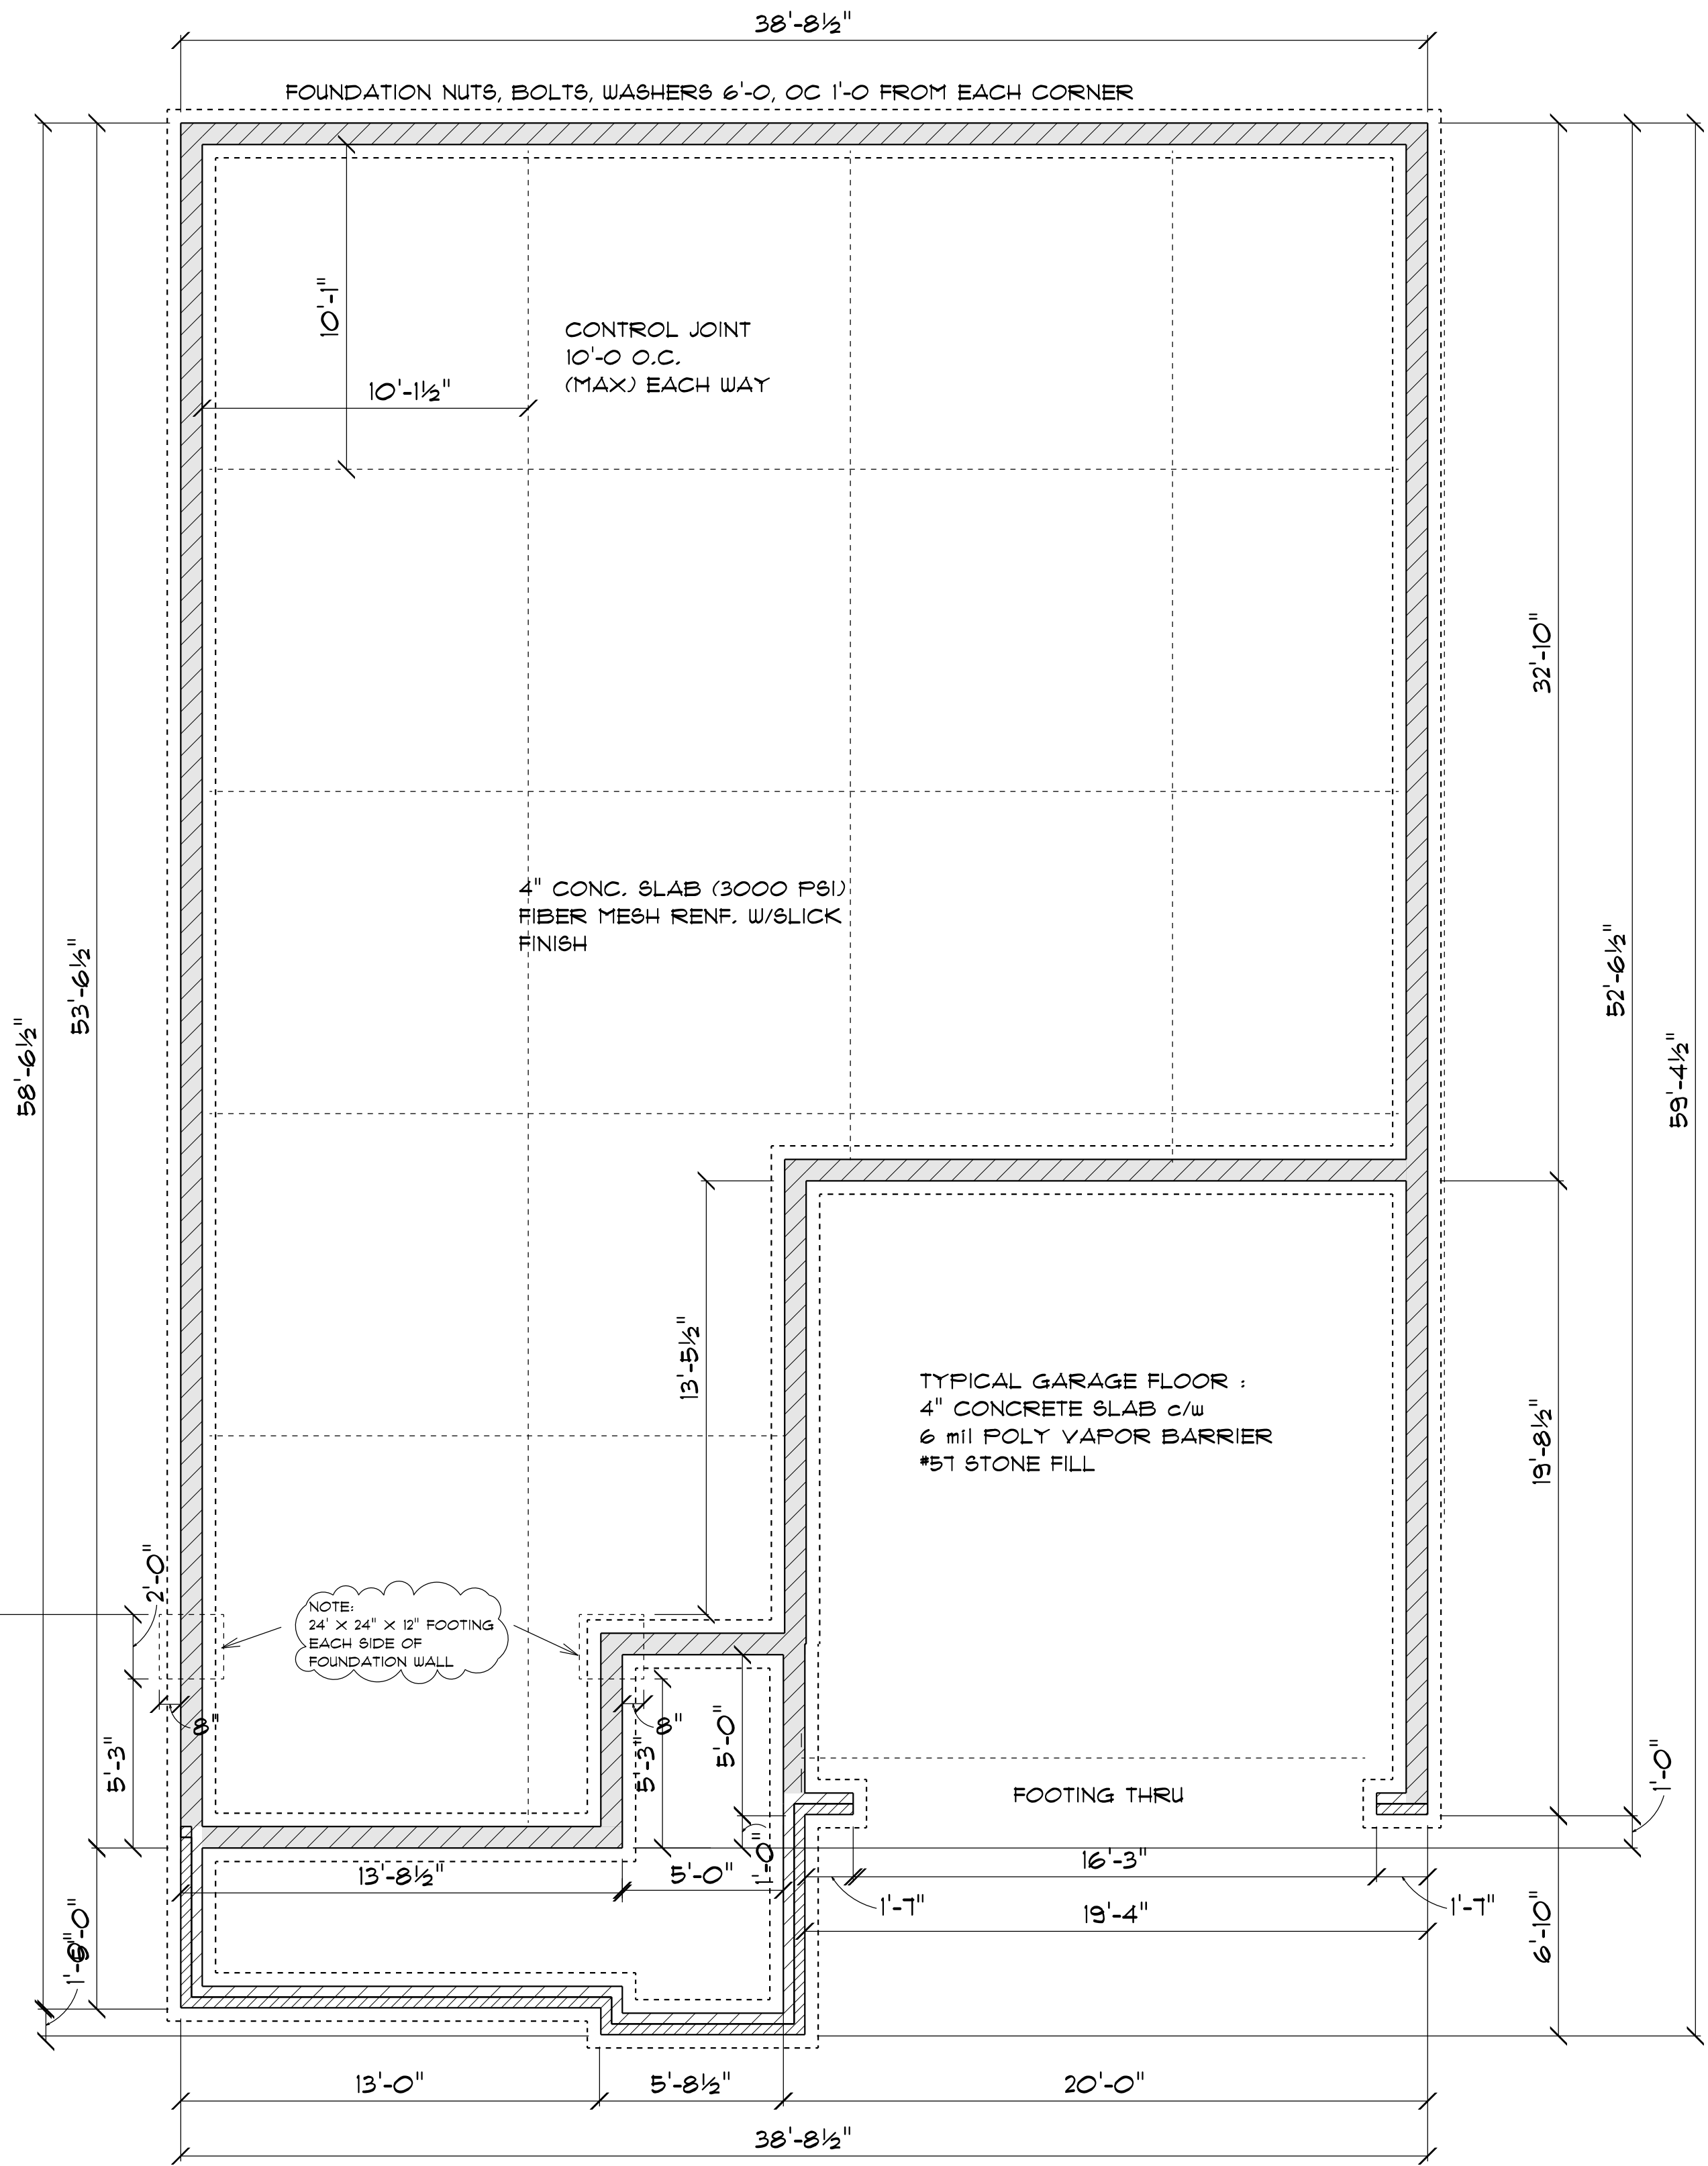 38'-8½"
FOUNDATION NUTS, BOLTS, WASHERS 6'-0, OC 1'-0 FROM EACH CORNER
10'-1"
CONTROL JOINT
10'-0 O.C.
(MAX) EACH WAY
10'-1½"
32'-10"
4" CONC. SLAB (3000 PSI)
FIBER MESH RENF. W/SLICK
FINISH
53'-6½"
52'-6½"
58'-6½"
59'-4½"
13'-5½"
TYPICAL GARAGE FLOOR :
4" CONCRETE SLAB c/w
6 mil POLY VAPOR BARRIER
#57 STONE FILL
19'-8½"
2'-0"
NOTE:
24' X 24" X 12" FOOTING
EACH SIDE OF
FOUNDATION WALL
8"
8"
5'-3"
5'-3"
5'-0"
1'-0"
FOOTING THRU
1'-0"
13'-8½"
5'-0"
16'-3"
1'-7"
1'-7"
19'-4"
6'-10"
5'-0"
13'-0"
5'-8½"
20'-0"
38'-8½"